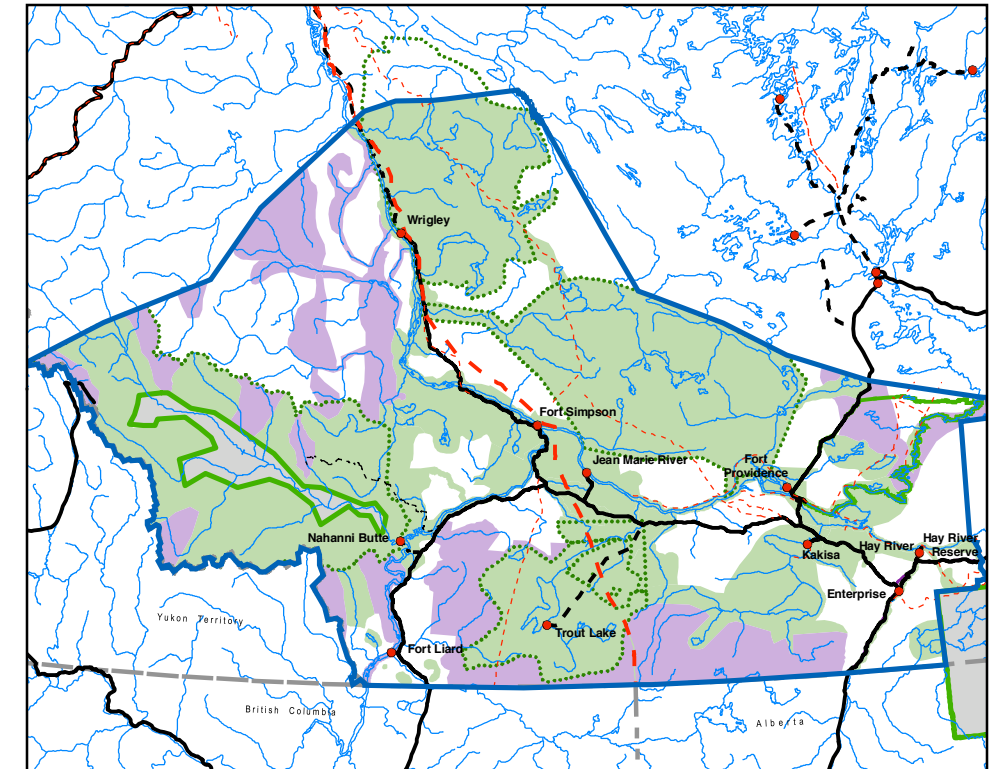 Wrigley
Fort Simpson
Jean Marie River
Fort
Providence
Nahanni Butte
Kakisa
Hay River
Hay River
Reserve
Enterprise
Yukon Territory
Trout Lake
Fort Liard
British Columbia
Alberta